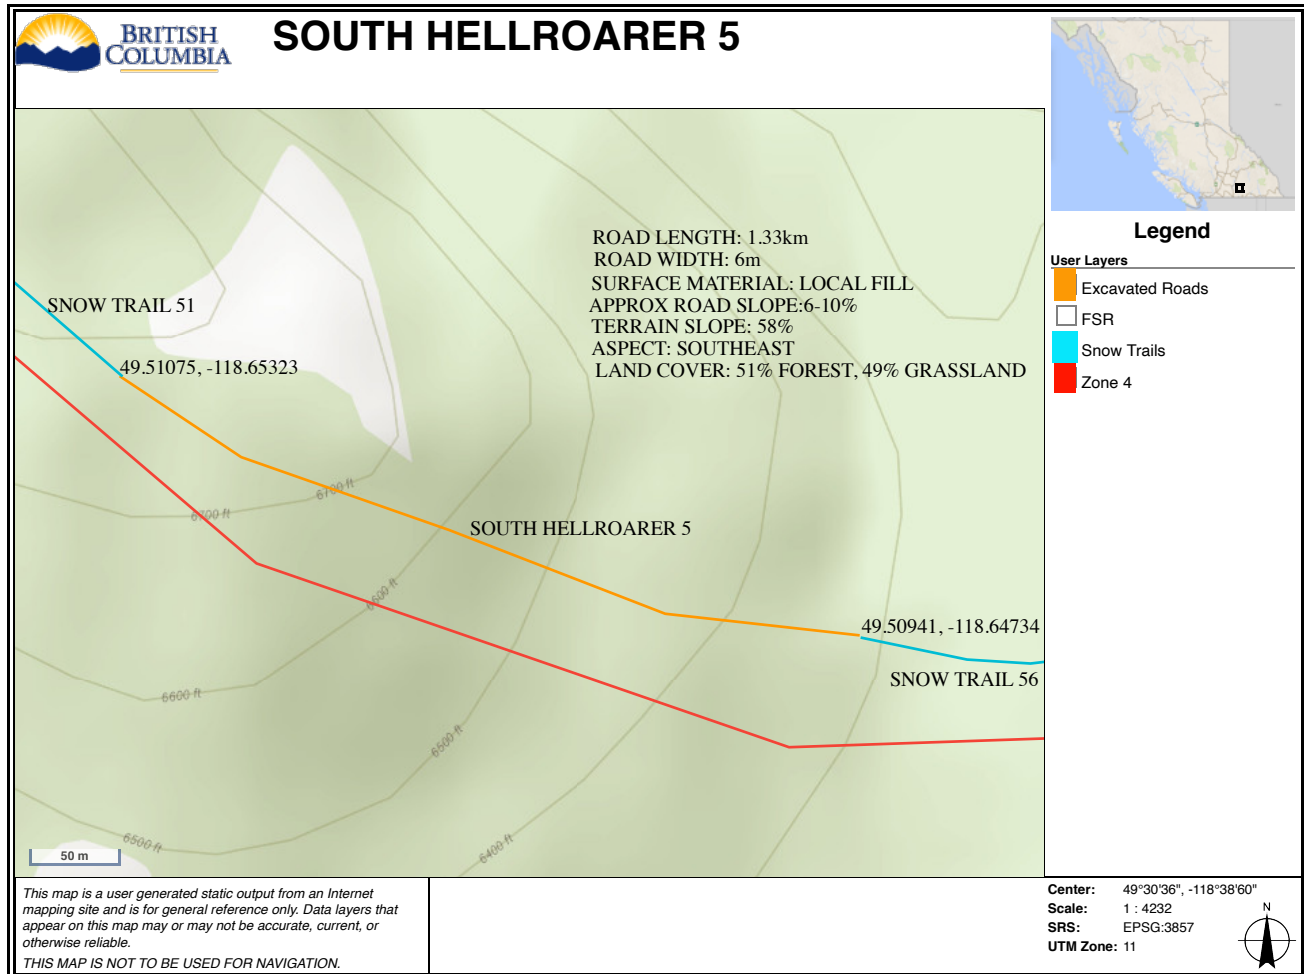 BRITISH
COLUMBIA
SOUTH HELLROARER 5
ROAD LENGTH: 1.33km
ROAD WIDTH: 6m
SURFACE MATERIAL: LOCAL FILL
APPROX ROAD SLOPE:6-10%
TERRAIN SLOPE: 58%
ASPECT: SOUTHEAST
LAND COVER: 51% FOREST, 49% GRASSLAND
SNOW TRAIL 51
49.51075, -118.65323
6700 ft
6700 ft
SOUTH HELLROARER 5
6600 ft
49.50941, -118.64734
SNOW TRAIL 56
6600 ft
6500 ft
6500 ft
6400 ft
50 m
Legend
User Layers
Excavated Roads
FSR
Snow Trails
Zone 4
This map is a user generated static output from an Internet
mapping site and is for general reference only. Data layers that
appear on this map may or may not be accurate, current, or
otherwise reliable.
THIS MAP IS NOT TO BE USED FOR NAVIGATION.
Center: 49°30'36", -118°38'60"
Scale: 1 : 4232
SRS: EPSG:3857
UTM Zone: 11
N